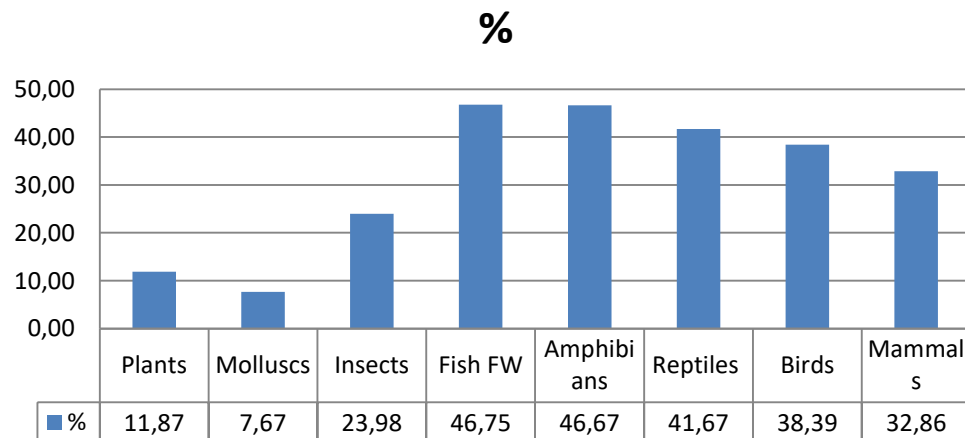 %
50,00
40,00
30,00
20,00
10,00
0,00
Plants Molluscs Insects Fish FW Amphibi
ans Reptiles Birds Mammal
s
% 11,87 7,67 23,98 46,75 46,67 41,67 38,39 32,86